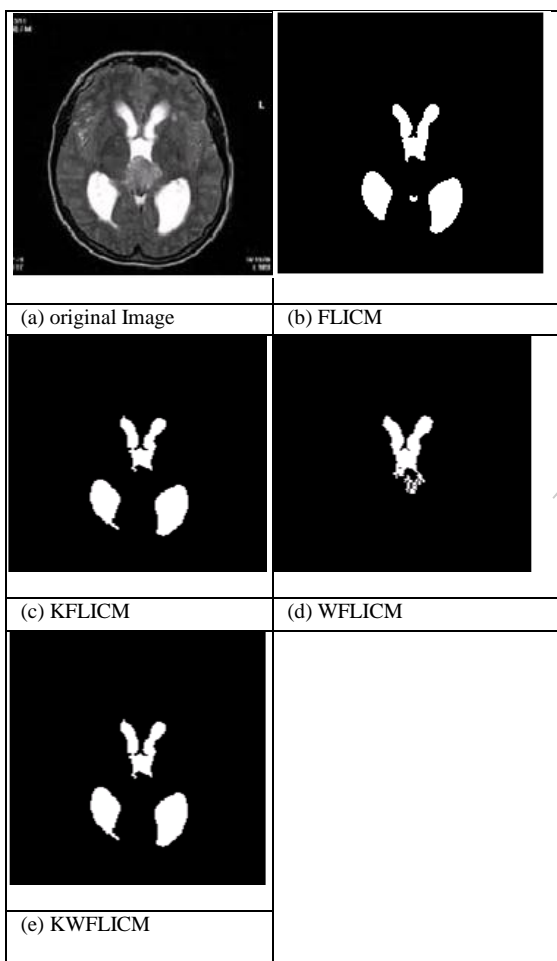 L
(a) original Image
(b) FLICM
(c) KFLICM
(d) WFLICM
(e) KWFLICM